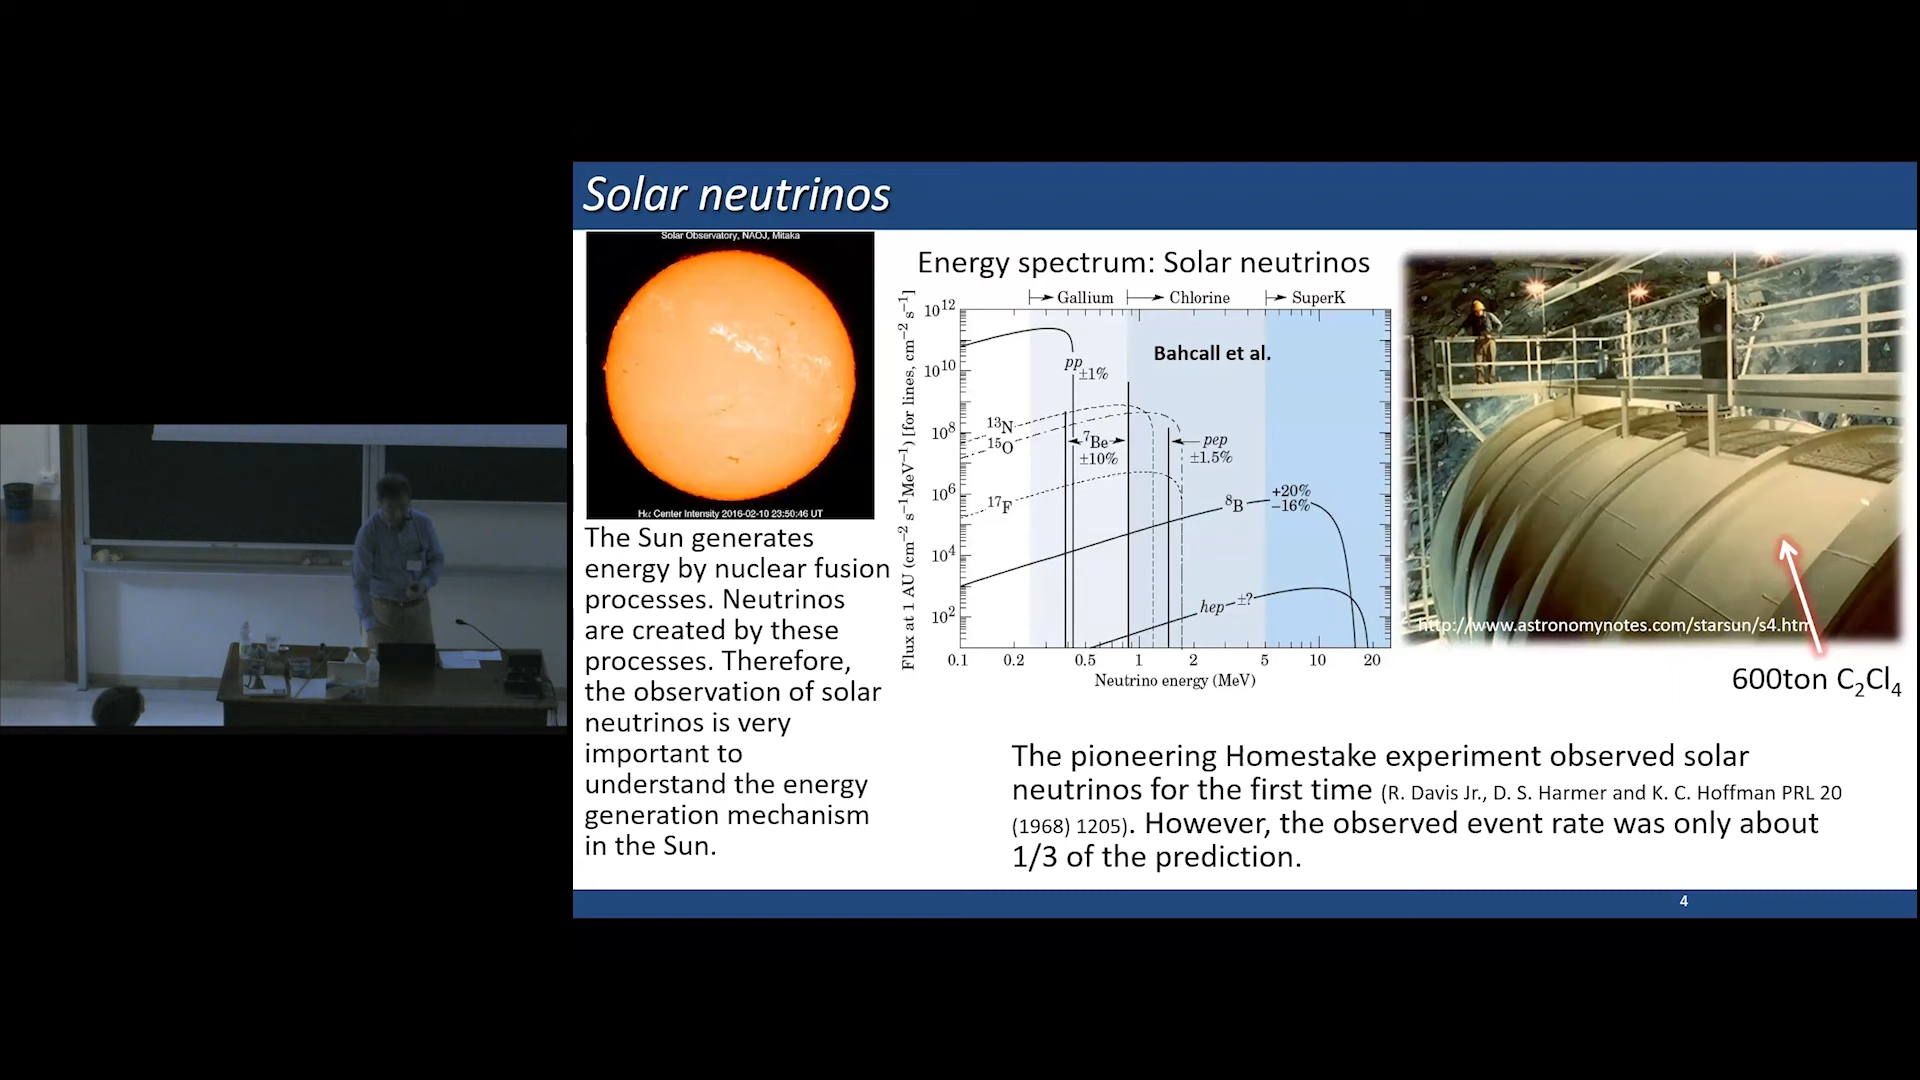 Solar neutrinos
Solar Observatory, NAOJ, Mitaka
Hα Center Intensity 2016-02-10 23:50:46 UT
The Sun generates
energy by nuclear fusion
processes. Neutrinos
are created by these
processes. Therefore,
the observation of solar
neutrinos is very
important to
understand the energy
generation mechanism
in the Sun.
Energy spectrum: Solar neutrinos
Gallium Chlorine SuperK
Flux at 1 AU (cm⁻² s⁻¹MeV⁻¹) [for lines, cm⁻² s⁻¹]
10¹²
10¹⁰
10⁸
10⁶
10⁴
10²
Bahcall et al.
pp
±1%
¹³N
¹⁵O
⁷Be
±10%
pep
±1.5%
¹⁷F
⁸B
+20%
−16%
hep ±?
0.1 0.2 0.5 1 2 5 10 20
Neutrino energy (MeV)
http://www.astronomynotes.com/starsun/s4.htm
600ton C₂Cl₄
The pioneering Homestake experiment observed solar
neutrinos for the first time (R. Davis Jr., D. S. Harmer and K. C. Hoffman PRL 20
(1968) 1205). However, the observed event rate was only about
1/3 of the prediction.
4